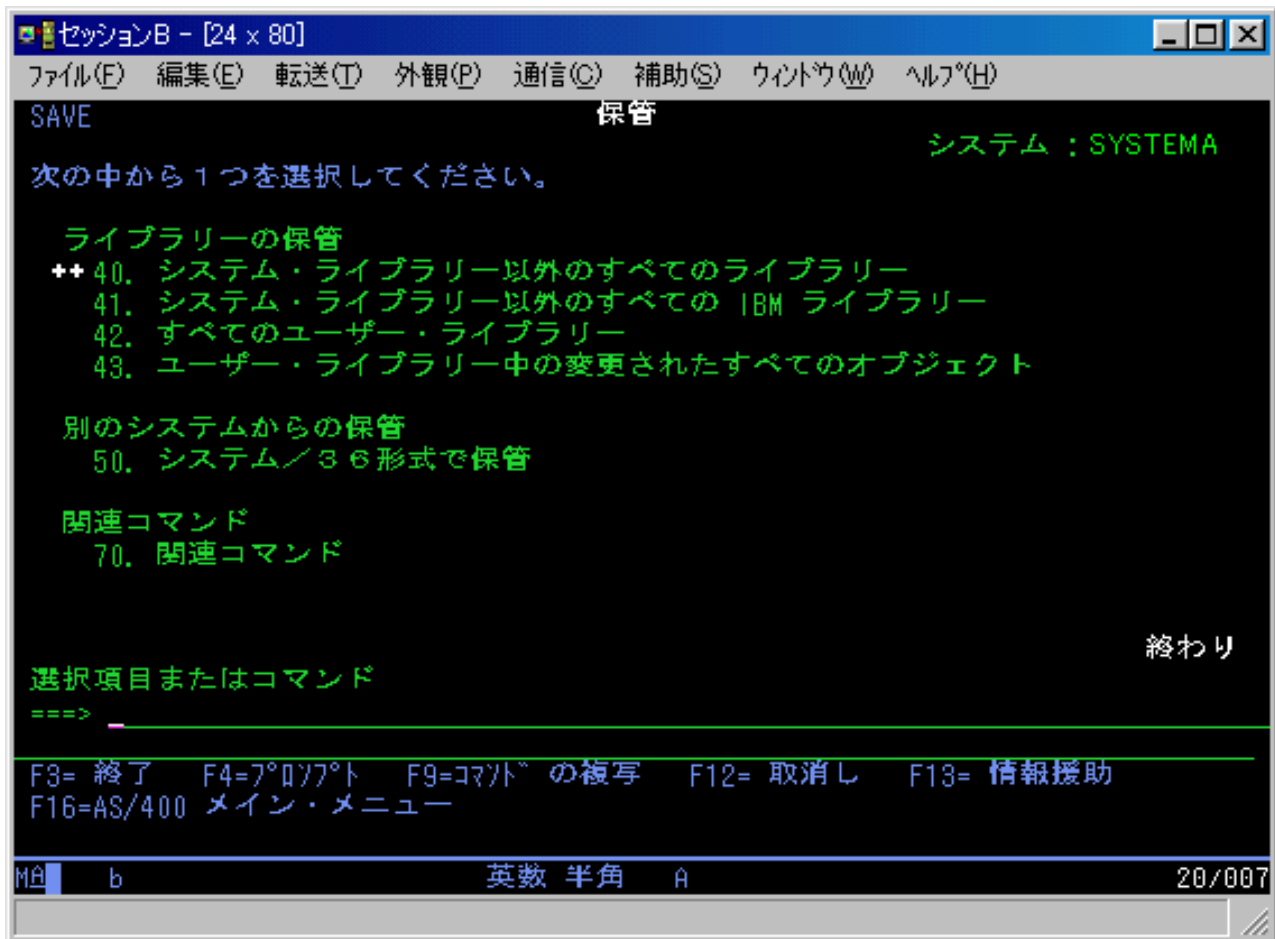 セッションB - [24 x 80]
ファイル(F) 編集(E) 転送(T) 外観(P) 通信(C) 補助(S) ウィンドウ(W) ヘルプ(H)
SAVE 保管
システム : SYSTEMA
次の中から1つを選択してください。
ライブラリーの保管
++ 40. システム・ライブラリー以外のすべてのライブラリー
41. システム・ライブラリー以外のすべての IBM ライブラリー
42. すべてのユーザー・ライブラリー
43. ユーザー・ライブラリー中の変更されたすべてのオブジェクト
別のシステムからの保管
50. システム/36形式で保管
関連コマンド
70. 関連コマンド
終わり
選択項目またはコマンド
===>
F3= 終了 F4=プロンプト F9=コマンド の複写 F12= 取消し F13= 情報援助
F16=AS/400 メイン・メニュー
MA b 英数 半角 A 20/007